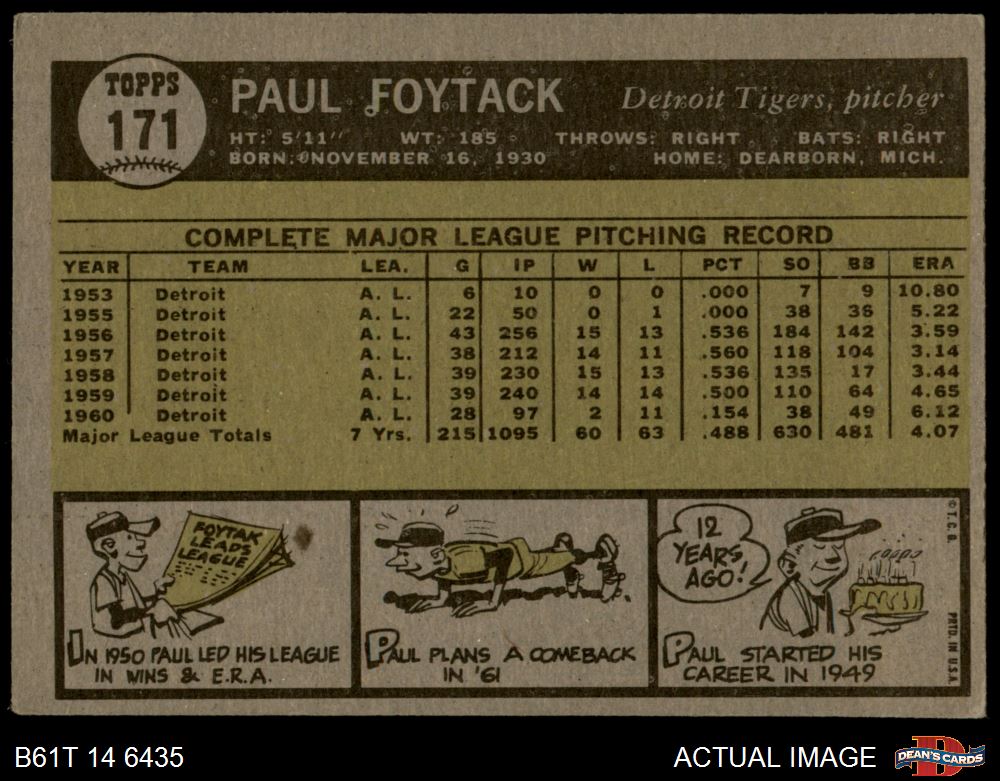 TOPPS
171
PAUL FOYTACK
Detroit Tigers, pitcher
HT: 5'11" WT: 185 THROWS: RIGHT BATS: RIGHT
BORN: NOVEMBER 16, 1930 HOME: DEARBORN, MICH.
COMPLETE MAJOR LEAGUE PITCHING RECORD
YEAR TEAM LEA. G IP W L PCT SO BB ERA
1953 Detroit A. L. 6 10 0 0 .000 7 9 10.80
1955 Detroit A. L. 22 50 0 1 .000 38 36 5.22
1956 Detroit A. L. 43 256 15 13 .536 184 142 3.59
1957 Detroit A. L. 38 212 14 11 .560 118 104 3.14
1958 Detroit A. L. 39 230 15 13 .536 135 17 3.44
1959 Detroit A. L. 39 240 14 14 .500 110 64 4.65
1960 Detroit A. L. 28 97 2 11 .154 38 49 6.12
Major League Totals 7 Yrs. 215 1095 60 63 .488 630 481 4.07
FOYTAK
LEADS
LEAGUE
IN 1950 PAUL LED HIS LEAGUE
IN WINS & E.R.A.
PAUL PLANS A COMEBACK
IN '61
12
YEARS
AGO!
PAUL STARTED HIS
CAREER IN 1949
© T. C. G.
PRTD. IN U.S.A.
B61T 14 6435
ACTUAL IMAGE
D
DEAN'S CARDS